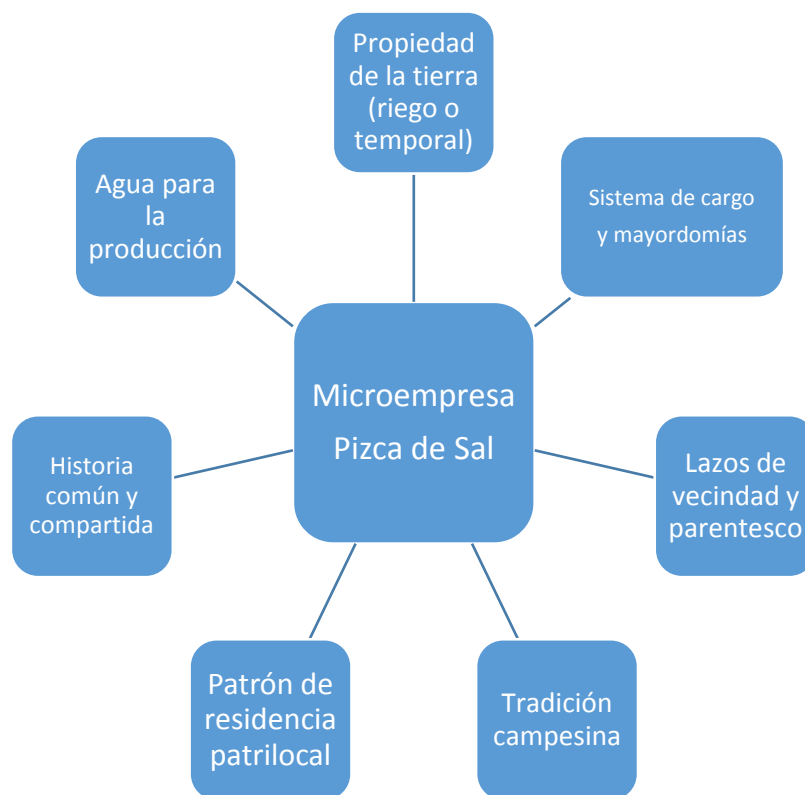 Propiedad
de la tierra
(riego o
temporal)
Sistema de cargo
y mayordomías
Lazos de
vecindad y
parentesco
Tradición
campesina
Patrón de
residencia
patrilocal
Historia
común y
compartida
Agua para
la
producción
Microempresa
Pizca de Sal